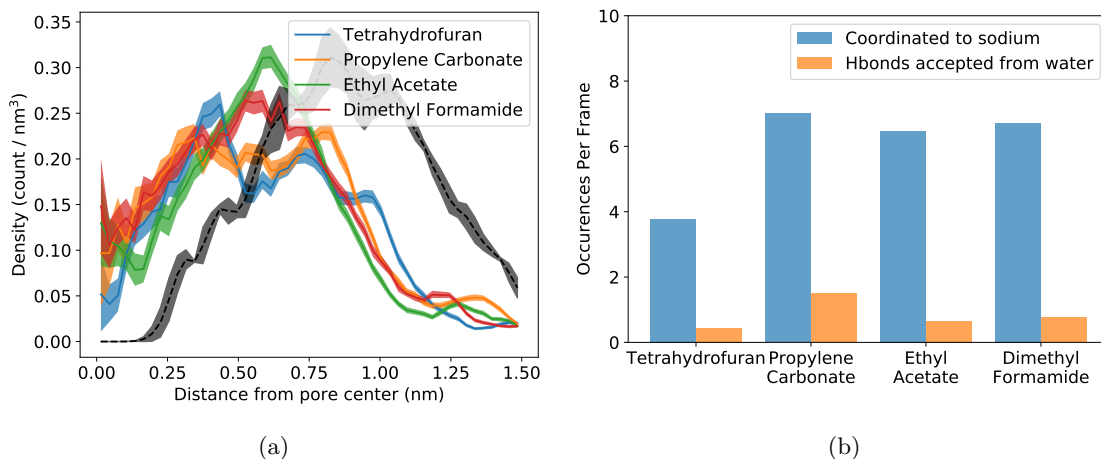 0.35
0.30
0.25
0.20
0.15
0.10
0.05
0.00
Density (count / nm³)
Tetrahydrofuran
Propylene Carbonate
Ethyl Acetate
Dimethyl Formamide
0.00 0.25 0.50 0.75 1.00 1.25 1.50
Distance from pore center (nm)
(a)
10
8
6
4
2
0
Occurences Per Frame
Coordinated to sodium
Hbonds accepted from water
Tetrahydrofuran Propylene Carbonate Ethyl Acetate Dimethyl Formamide
(b)